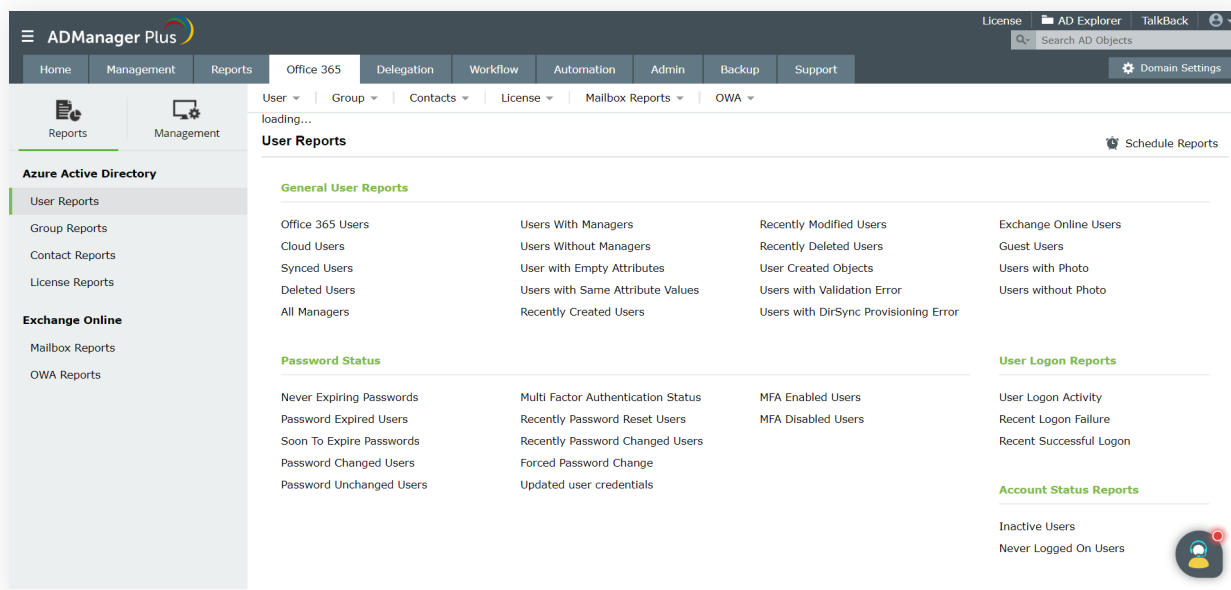 License AD Explorer TalkBack
ADManager Plus
Search AD Objects
Home Management Reports Office 365 Delegation Workflow Automation Admin Backup Support Domain Settings
User Group Contacts License Mailbox Reports OWA
loading...
Reports Management
User Reports Schedule Reports
Azure Active Directory
User Reports
Group Reports
Contact Reports
License Reports
Exchange Online
Mailbox Reports
OWA Reports
General User Reports
Office 365 Users Users With Managers Recently Modified Users Exchange Online Users
Cloud Users Users Without Managers Recently Deleted Users Guest Users
Synced Users User with Empty Attributes User Created Objects Users with Photo
Deleted Users Users with Same Attribute Values Users with Validation Error Users without Photo
All Managers Recently Created Users Users with DirSync Provisioning Error
Password Status
Never Expiring Passwords Multi Factor Authentication Status MFA Enabled Users
Password Expired Users Recently Password Reset Users MFA Disabled Users
Soon To Expire Passwords Recently Password Changed Users
Password Changed Users Forced Password Change
Password Unchanged Users Updated user credentials
User Logon Reports
User Logon Activity
Recent Logon Failure
Recent Successful Logon
Account Status Reports
Inactive Users
Never Logged On Users